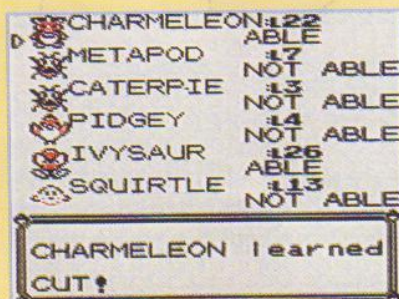 CHARMELEON :L22
ABLE
METAPOD :L7
NOT ABLE
CATERPIE :L3
NOT ABLE
PIDGEY :L4
NOT ABLE
IVYSAUR :L26
ABLE
SQUIRTLE :L13
NOT ABLE
CHARMELEON learned
CUT!